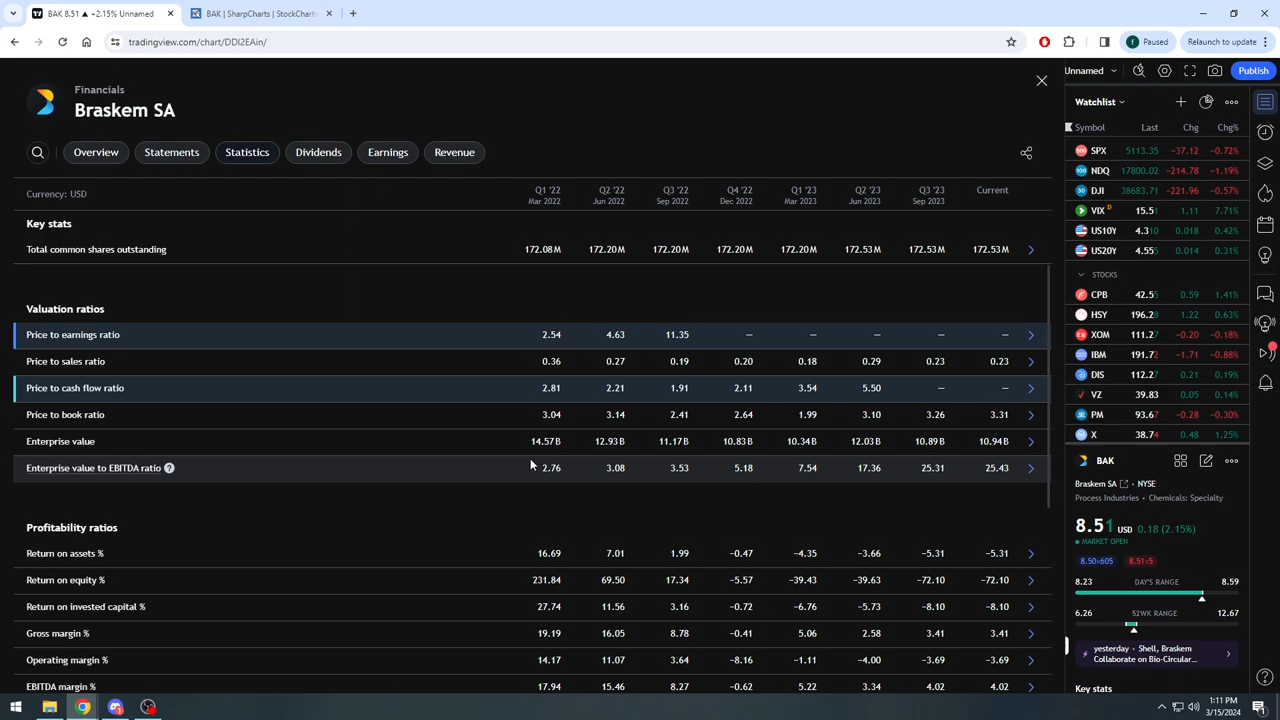 BAK 8.51 ▲ +2.15% Unnamed
BAK | SharpCharts | StockCharts
tradingview.com/chart/DDI2EAin/
Paused
Relaunch to update
Financials
Braskem SA
Overview
Statements
Statistics
Dividends
Earnings
Revenue
Currency: USD
Q1 '22 Q2 '22 Q3 '22 Q4 '22 Q1 '23 Q2 '23 Q3 '23 Current
Mar 2022 Jun 2022 Sep 2022 Dec 2022 Mar 2023 Jun 2023 Sep 2023
Key stats
Total common shares outstanding 172.08M 172.20M 172.20M 172.20M 172.20M 172.53M 172.53M 172.53M
Valuation ratios
Price to earnings ratio 2.54 4.63 11.35 — — — — —
Price to sales ratio 0.36 0.27 0.19 0.20 0.18 0.29 0.23 0.23
Price to cash flow ratio 2.81 2.21 1.91 2.11 3.54 5.50 — —
Price to book ratio 3.04 3.14 2.41 2.64 1.99 3.10 3.26 3.31
Enterprise value 14.57B 12.93B 11.17B 10.83B 10.34B 12.03B 10.89B 10.94B
Enterprise value to EBITDA ratio ? 2.76 3.08 3.53 5.18 7.54 17.36 25.31 25.43
Profitability ratios
Return on assets % 16.69 7.01 1.99 −0.47 −4.35 −3.66 −5.31 −5.31
Return on equity % 231.84 69.50 17.34 −5.57 −39.43 −39.63 −72.10 −72.10
Return on invested capital % 27.74 11.56 3.16 −0.72 −6.76 −5.73 −8.10 −8.10
Gross margin % 19.19 16.05 8.78 −0.41 5.06 2.58 3.41 3.41
Operating margin % 14.17 11.07 3.64 −8.16 −1.11 −4.00 −3.69 −3.69
EBITDA margin % 17.94 15.46 8.27 −0.62 5.22 3.34 4.02 4.02
Unnamed
Publish
Watchlist
Symbol Last Chg Chg%
SPX 5113.35 −37.12 −0.72%
NDQ 17800.02 −214.78 −1.19%
DJI 38683.71 −221.96 −0.57%
VIX D 15.51 1.11 7.71%
US10Y 4.310 0.018 0.42%
US20Y 4.555 0.014 0.31%
STOCKS
CPB 42.55 0.59 1.41%
HSY 196.28 1.22 0.63%
XOM 111.27 −0.20 −0.18%
IBM 191.72 −1.71 −0.88%
DIS 112.27 0.21 0.19%
VZ 39.83 0.05 0.14%
PM 93.67 −0.28 −0.30%
X 38.74 0.48 1.25%
BAK
Braskem SA • NYSE
Process Industries • Chemicals: Specialty
8.51 USD 0.18 (2.15%)
MARKET OPEN
8.50×605 8.51×5
8.23 DAY'S RANGE 8.59
6.26 52WK RANGE 12.67
yesterday • Shell, Braskem
Collaborate on Bio-Circular...
Key stats
1:11 PM
3/15/2024